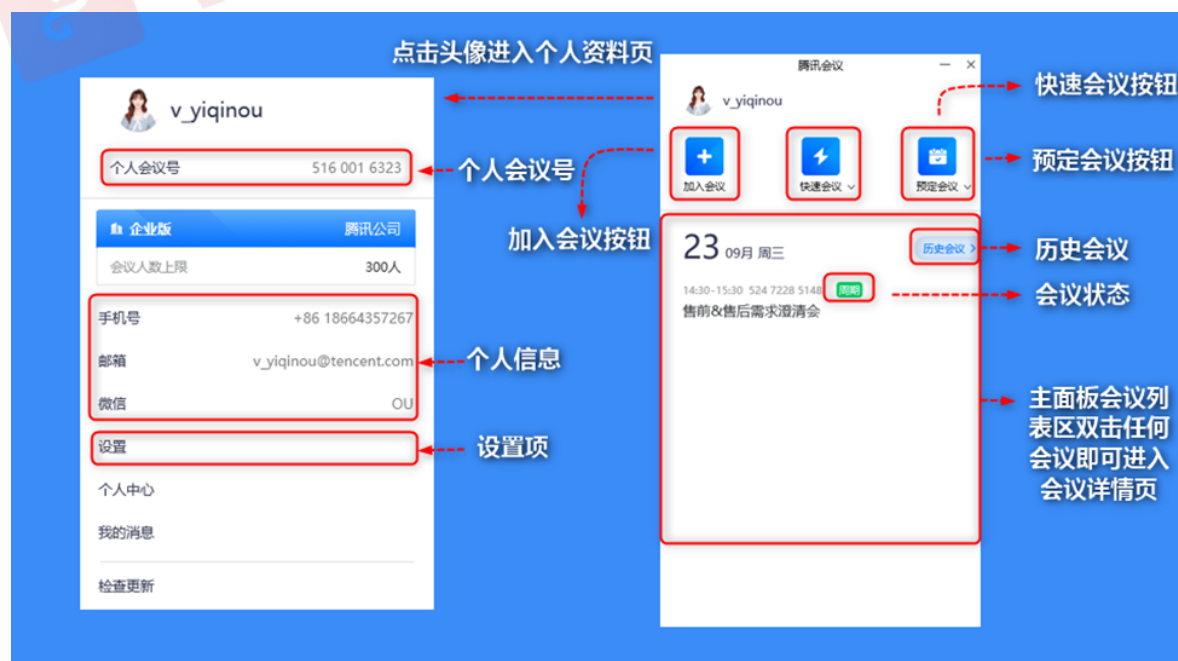 点击头像进入个人资料页
v_yiqinou
个人会议号 516 001 6323
企业版 腾讯公司
会议人数上限 300人
手机号 +86 18664357267
邮箱 v_yiqinou@tencent.com
微信 OU
设置
个人中心
我的消息
检查更新
个人会议号
加入会议按钮
个人信息
设置项
腾讯会议
v_yiqinou
加入会议 快速会议 预定会议
23 09月 周三 历史会议
14:30-15:30 524 7228 5148 周期
售前&售后需求澄清会
快速会议按钮
预定会议按钮
历史会议
会议状态
主面板会议列
表区双击任何
会议即可进入
会议详情页